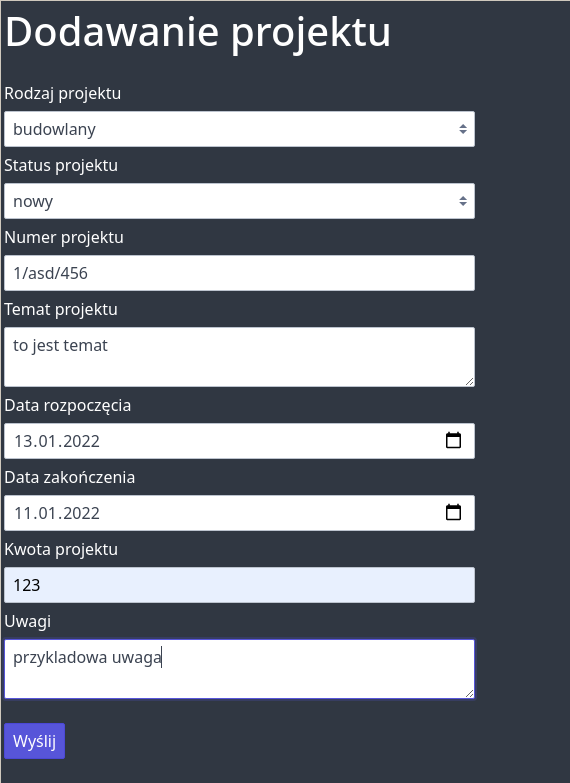 Dodawanie projektu
Rodzaj projektu
budowlany
Status projektu
nowy
Numer projektu
1/asd/456
Temat projektu
to jest temat
Data rozpoczęcia
13.01.2022
Data zakończenia
11.01.2022
Kwota projektu
123
Uwagi
przykladowa uwaga
Wyślij